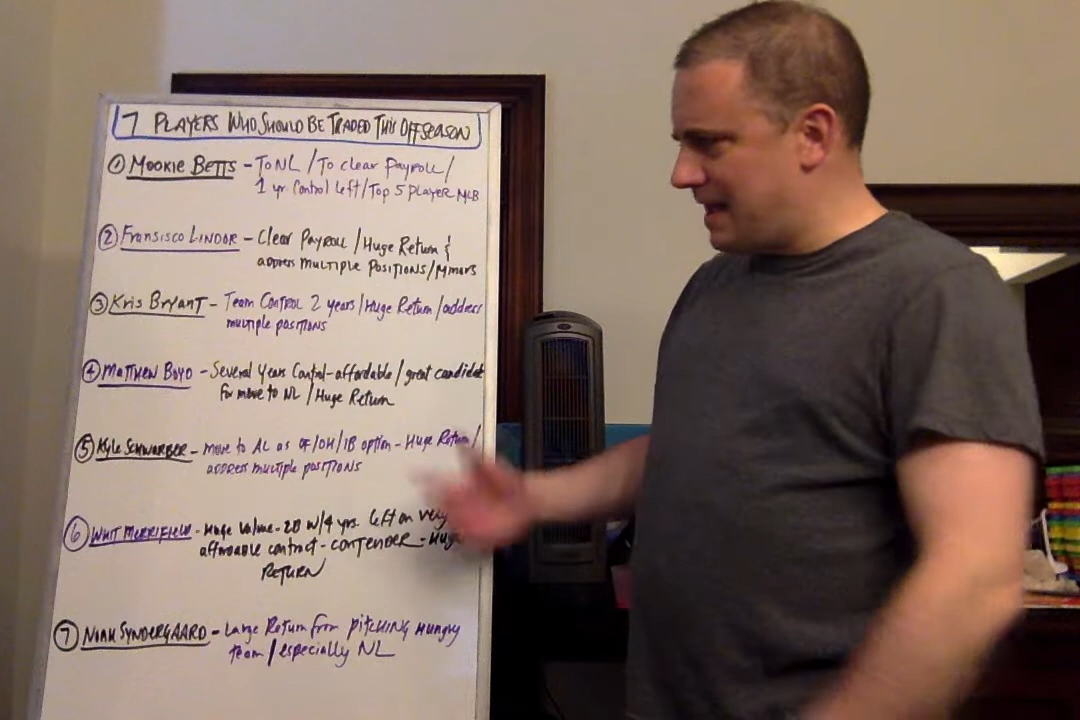 7 PLAYERS WHO SHOULD BE TRADED THIS OFFSEASON
1 MOOKIE BETTS - TO NL / To clear Payroll /
1 yr. Control left / Top 5 player MLB
2 FRANSISCO LINDOR - Clear PAYROLL / HUGE RETURN &
address MULTIPLE POSITIONS /
3 Kris BRYANT - Team CONTROL 2 years / Huge Return / address
multiple positions
4 MATTHEW BOYD - Several Years Control - affordable / great candidate
for move to NL / Huge Return
5 KYLE SCHWARBER - move to AL as OF/DH/1B option - Huge Return /
address multiple positions
6 WHIT MERRIFIELD - Huge Value - 2B w/4 yrs. left on very
affordable contract - CONTENDER - Huge
RETURN
7 NOAH SYNDERGAARD - Large Return from PITCHING HUNGRY
team / especially NL